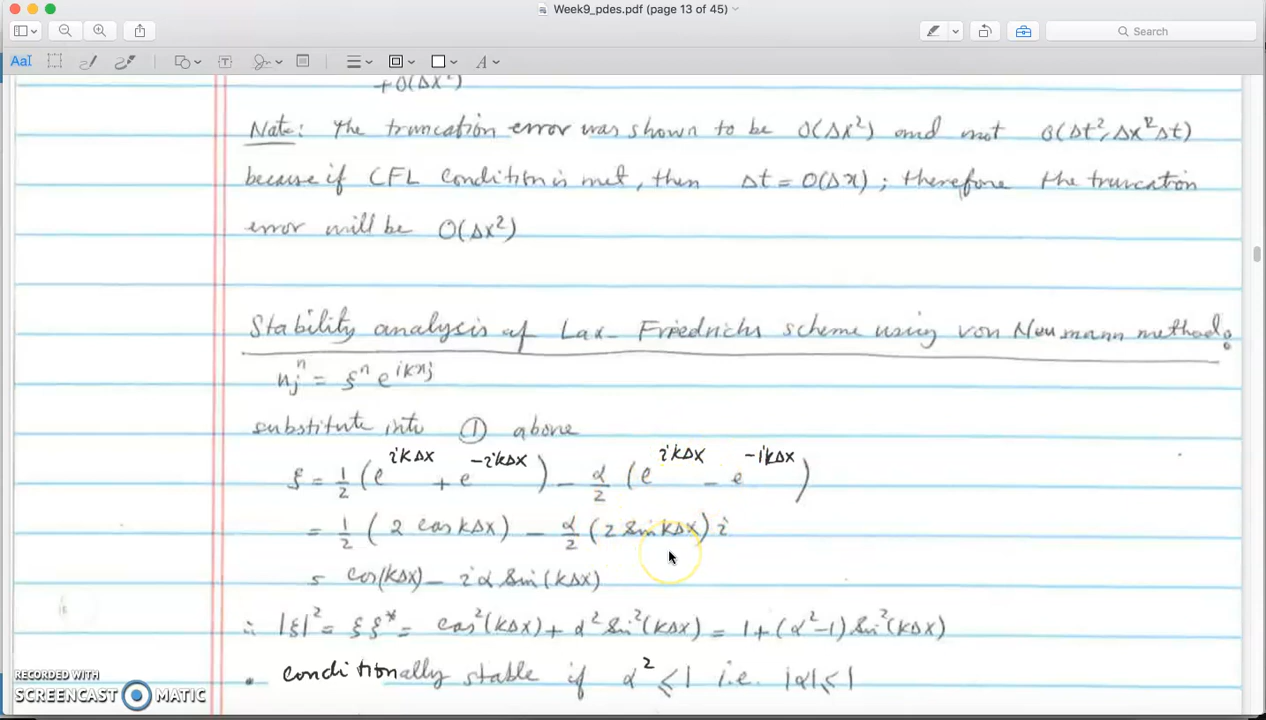 Week9_pdes.pdf (page 13 of 45)
Search
+O(Δx²)
Note: The truncation error was shown to be O(Δx²) and not O(Δt², Δx²Δt)
because if CFL condition is met, then Δt = O(Δx); therefore the truncation
error will be O(Δx²)
Stability analysis of Lax-Friedrichs scheme using von Neumann method:
uⱼⁿ = ξⁿ e^{ikxⱼ}
substitute into ① above
ξ = 1/2 (e^{ikΔx} + e^{-ikΔx}) - α/2 (e^{ikΔx} - e^{-ikΔx})
= 1/2 (2 cos kΔx) - α/2 (2 sin kΔx) i
= cos(kΔx) - iα sin(kΔx)
∴ |ξ|² = ξξ* = cos²(kΔx) + α² sin²(kΔx) = 1 + (α²-1) sin²(kΔx)
• conditionally stable if α² ⩽ 1 i.e. |α| ⩽ 1
RECORDED WITH
SCREENCAST MATIC